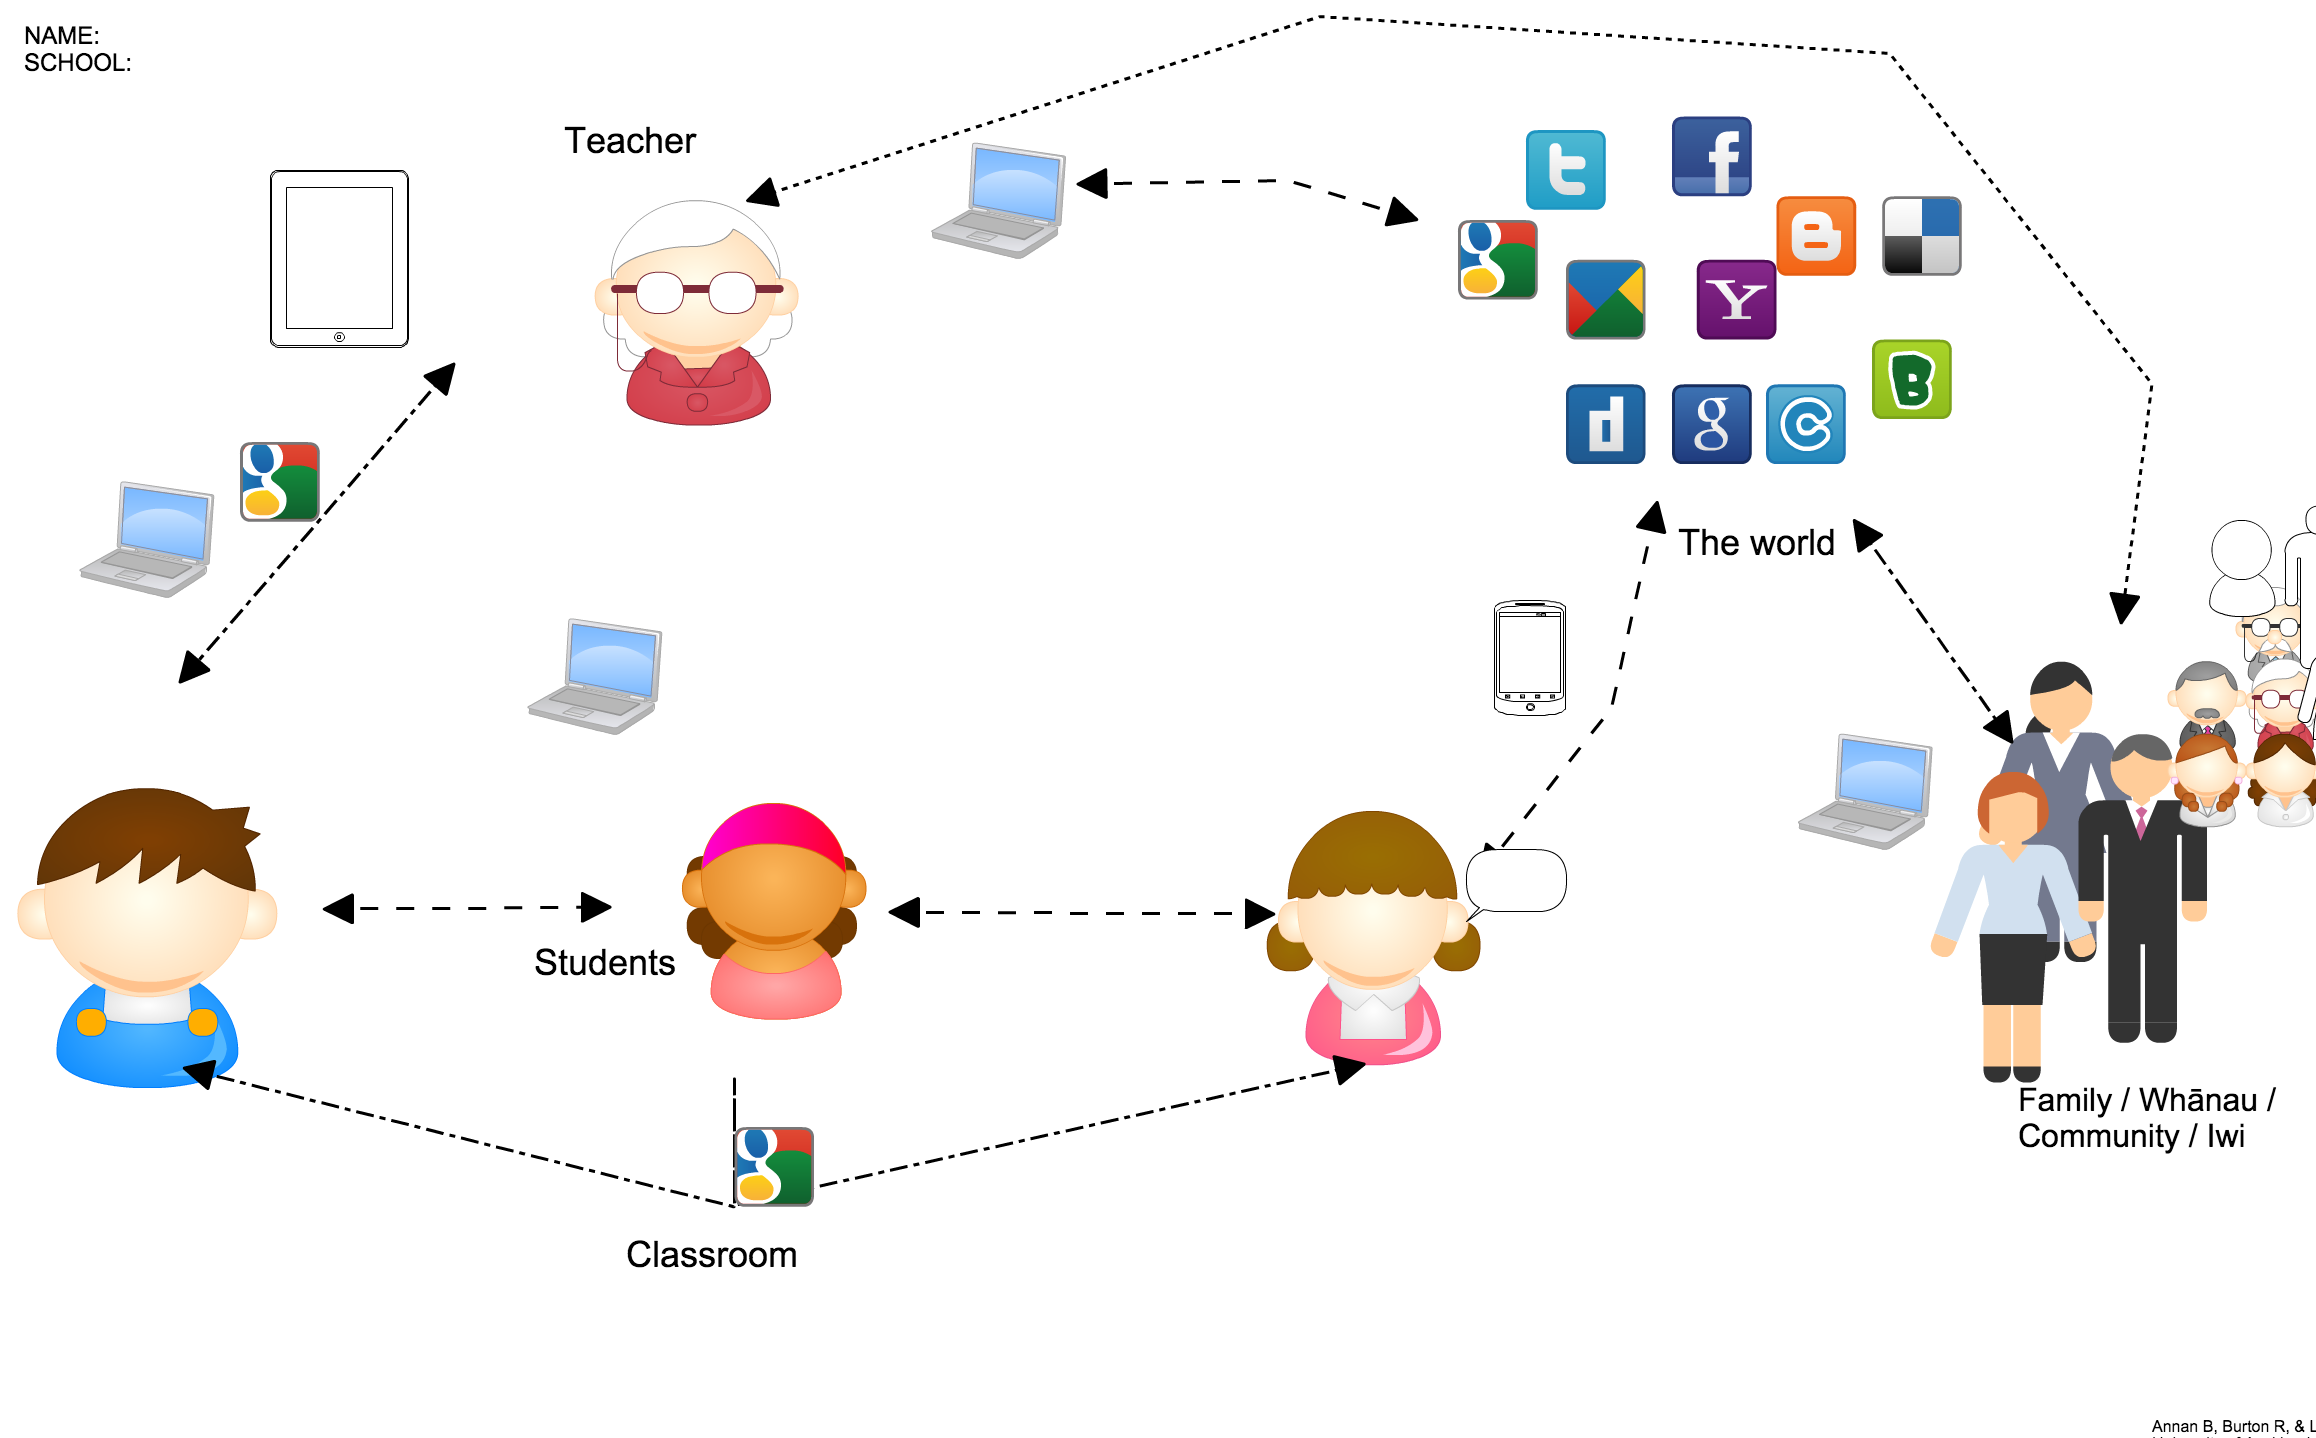 NAME:
SCHOOL:
Teacher
The world
Students
Family / Whānau /
Community / Iwi
Classroom
Annan B, Burton R, & L